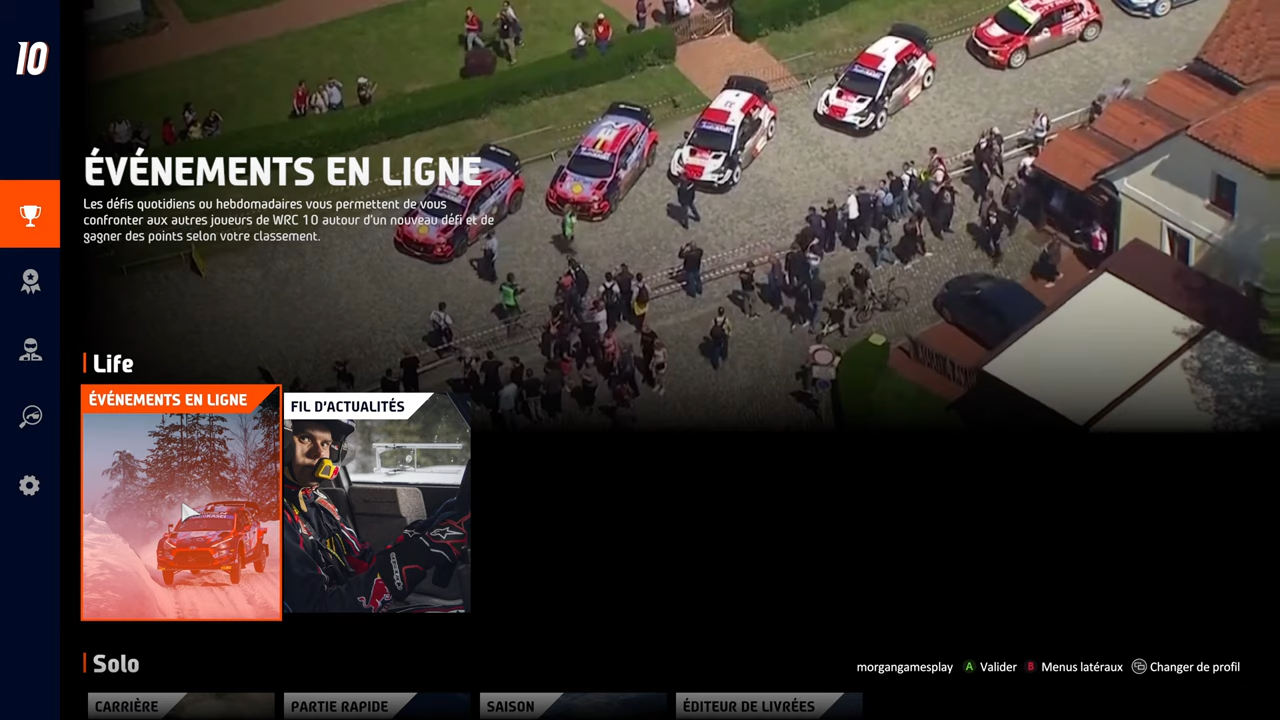 10
ÉVÉNEMENTS EN LIGNE
Les défis quotidiens ou hebdomadaires vous permettent de vous
confronter aux autres joueurs de WRC 10 autour d'un nouveau défi et de
gagner des points selon votre classement.
Life
ÉVÉNEMENTS EN LIGNE
FIL D'ACTUALITÉS
Solo
morgangamesplay A Valider B Menus latéraux Changer de profil
CARRIÈRE
PARTIE RAPIDE
SAISON
ÉDITEUR DE LIVRÉES